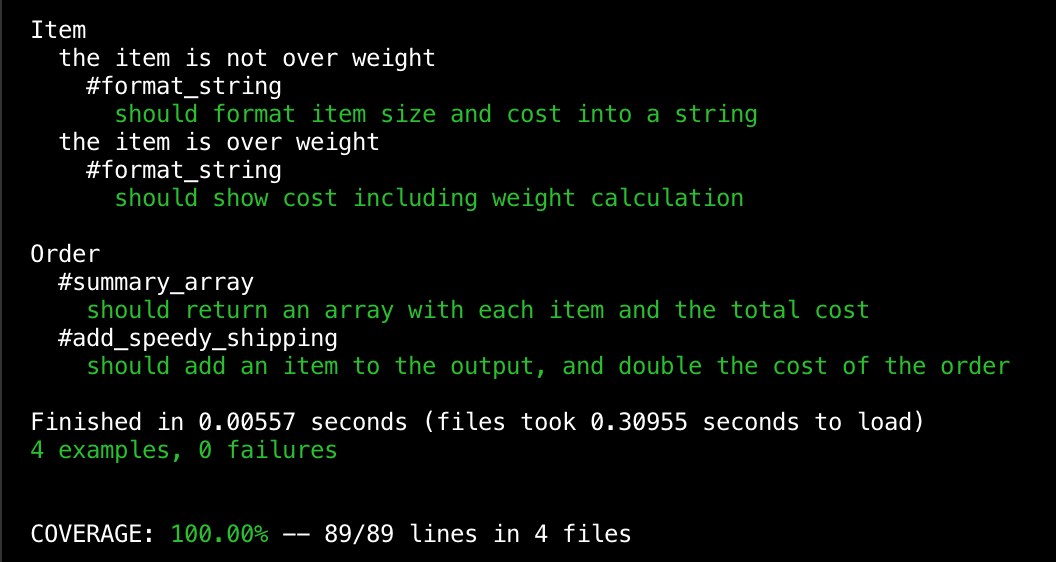 Item
the item is not over weight
#format_string
should format item size and cost into a string
the item is over weight
#format_string
should show cost including weight calculation
Order
#summary_array
should return an array with each item and the total cost
#add_speedy_shipping
should add an item to the output, and double the cost of the order
Finished in 0.00557 seconds (files took 0.30955 seconds to load)
4 examples, 0 failures
COVERAGE: 100.00% -- 89/89 lines in 4 files